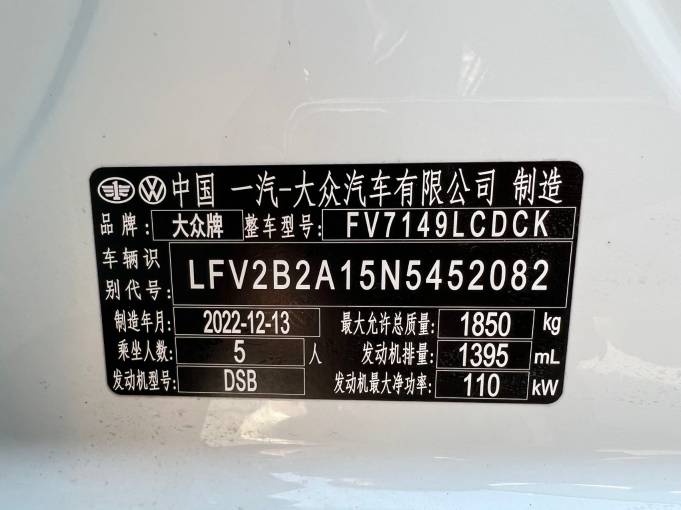 中国 一汽-大众汽车有限公司 制造
品牌: 大众牌 整车型号: FV7149LCDCK
车辆识别代号: LFV2B2A15N5452082
制造年月: 2022-12-13 最大允许总质量: 1850 kg
乘坐人数: 5 人 发动机排量: 1395 mL
发动机型号: DSB 发动机最大净功率: 110 kW